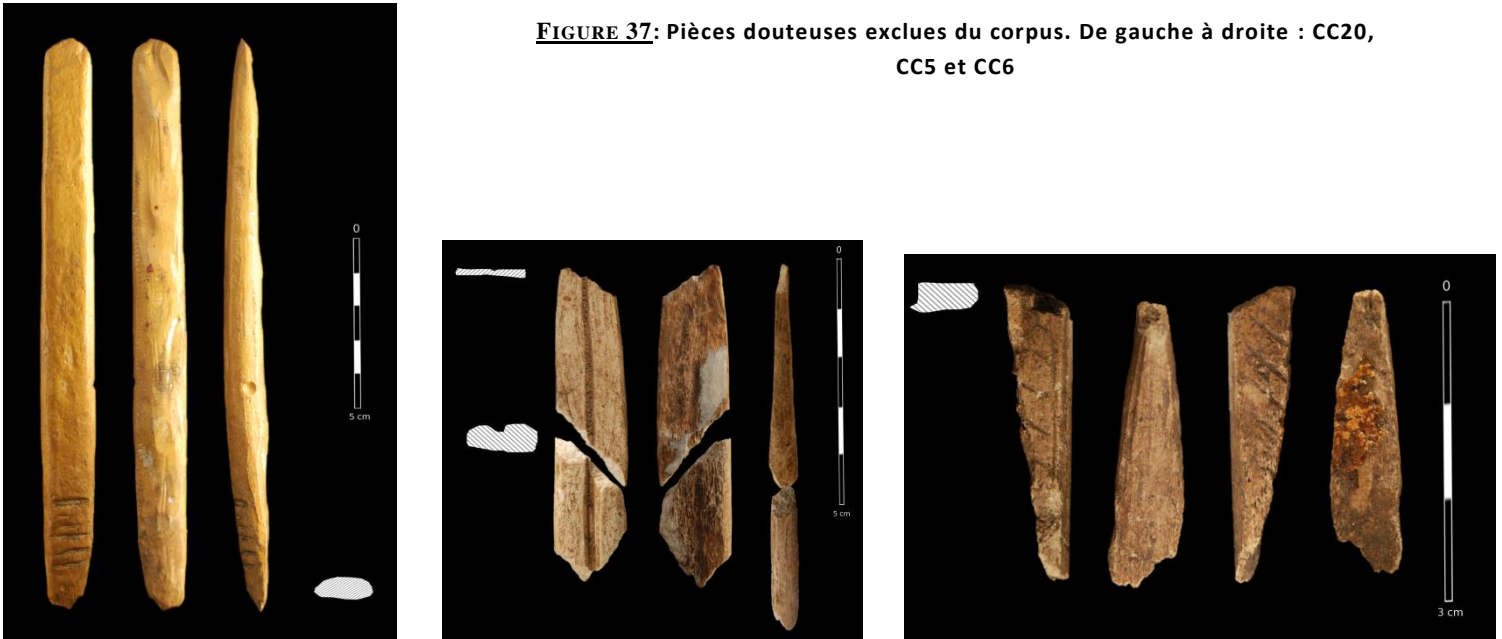 FIGURE 37: Pièces douteuses exclues du corpus. De gauche à droite : CC20,
CC5 et CC6
0
5 cm
0
5 cm
0
3 cm